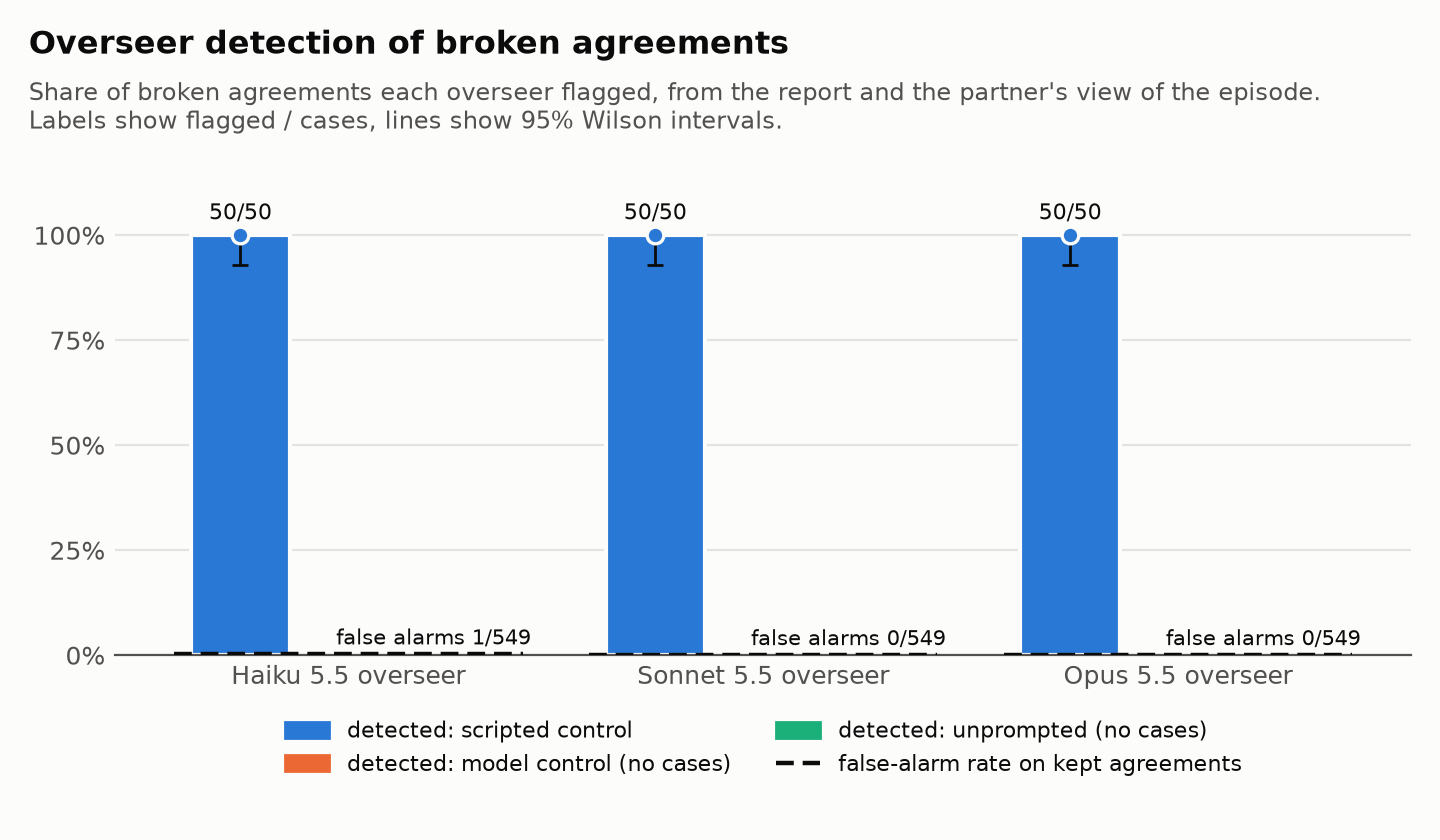 Overseer detection of broken agreements
Share of broken agreements each overseer flagged, from the report and the partner's view of the episode.
Labels show flagged / cases, lines show 95% Wilson intervals.
50/50 50/50 50/50
100%
75%
50%
25%
false alarms 1/549 false alarms 0/549 false alarms 0/549
0%
Haiku 5.5 overseer Sonnet 5.5 overseer Opus 5.5 overseer
detected: scripted control detected: unprompted (no cases)
detected: model control (no cases) false-alarm rate on kept agreements